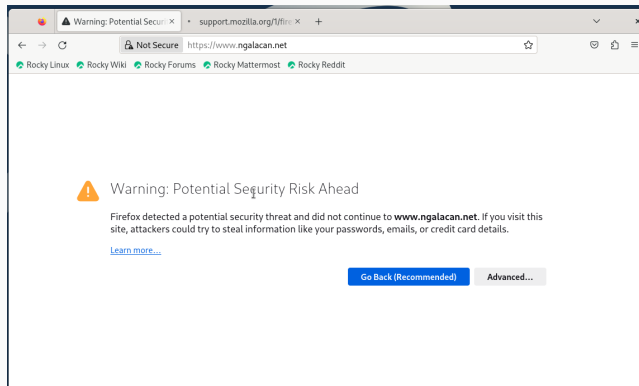 Warning: Potential Securi
support.mozilla.org/1/fire
Not Secure https://www.ngalacan.net
Rocky Linux Rocky Wiki Rocky Forums Rocky Mattermost Rocky Reddit
Warning: Potential Security Risk Ahead
Firefox detected a potential security threat and did not continue to www.ngalacan.net. If you visit this
site, attackers could try to steal information like your passwords, emails, or credit card details.
Learn more...
Go Back (Recommended) Advanced...